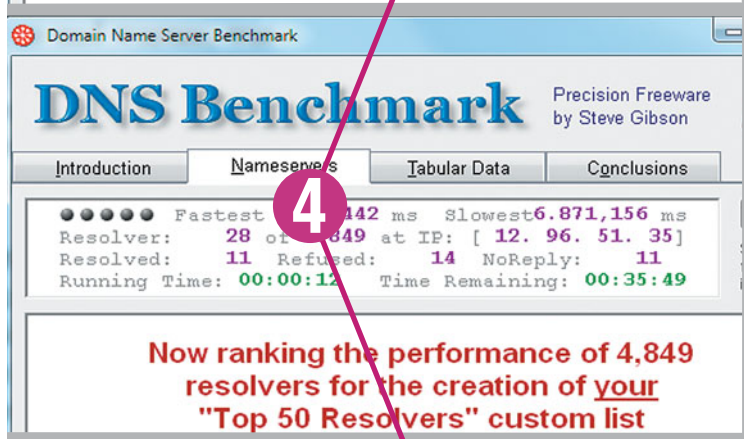 Domain Name Server Benchmark
DNS Benchmark
Precision Freeware
by Steve Gibson
Introduction
Nameservers
Tabular Data
Conclusions
Fastest 442 ms Slowest 6.871,156 ms
Resolver: 28 of 849 at IP: [ 12. 96. 51. 35]
Resolved: 11 Refused: 14 NoReply: 11
Running Time: 00:00:12 Time Remaining: 00:35:49
4
Now ranking the performance of 4,849
resolvers for the creation of your
"Top 50 Resolvers" custom list